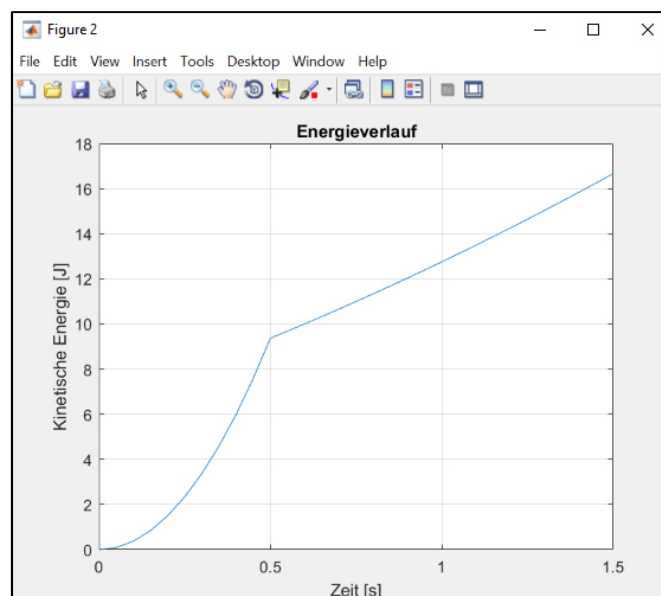 Figure 2
File Edit View Insert Tools Desktop Window Help
Energieverlauf
18
16
14
12
10
8
6
4
2
0
Kinetische Energie [J]
0 0.5 1 1.5
Zeit [s]